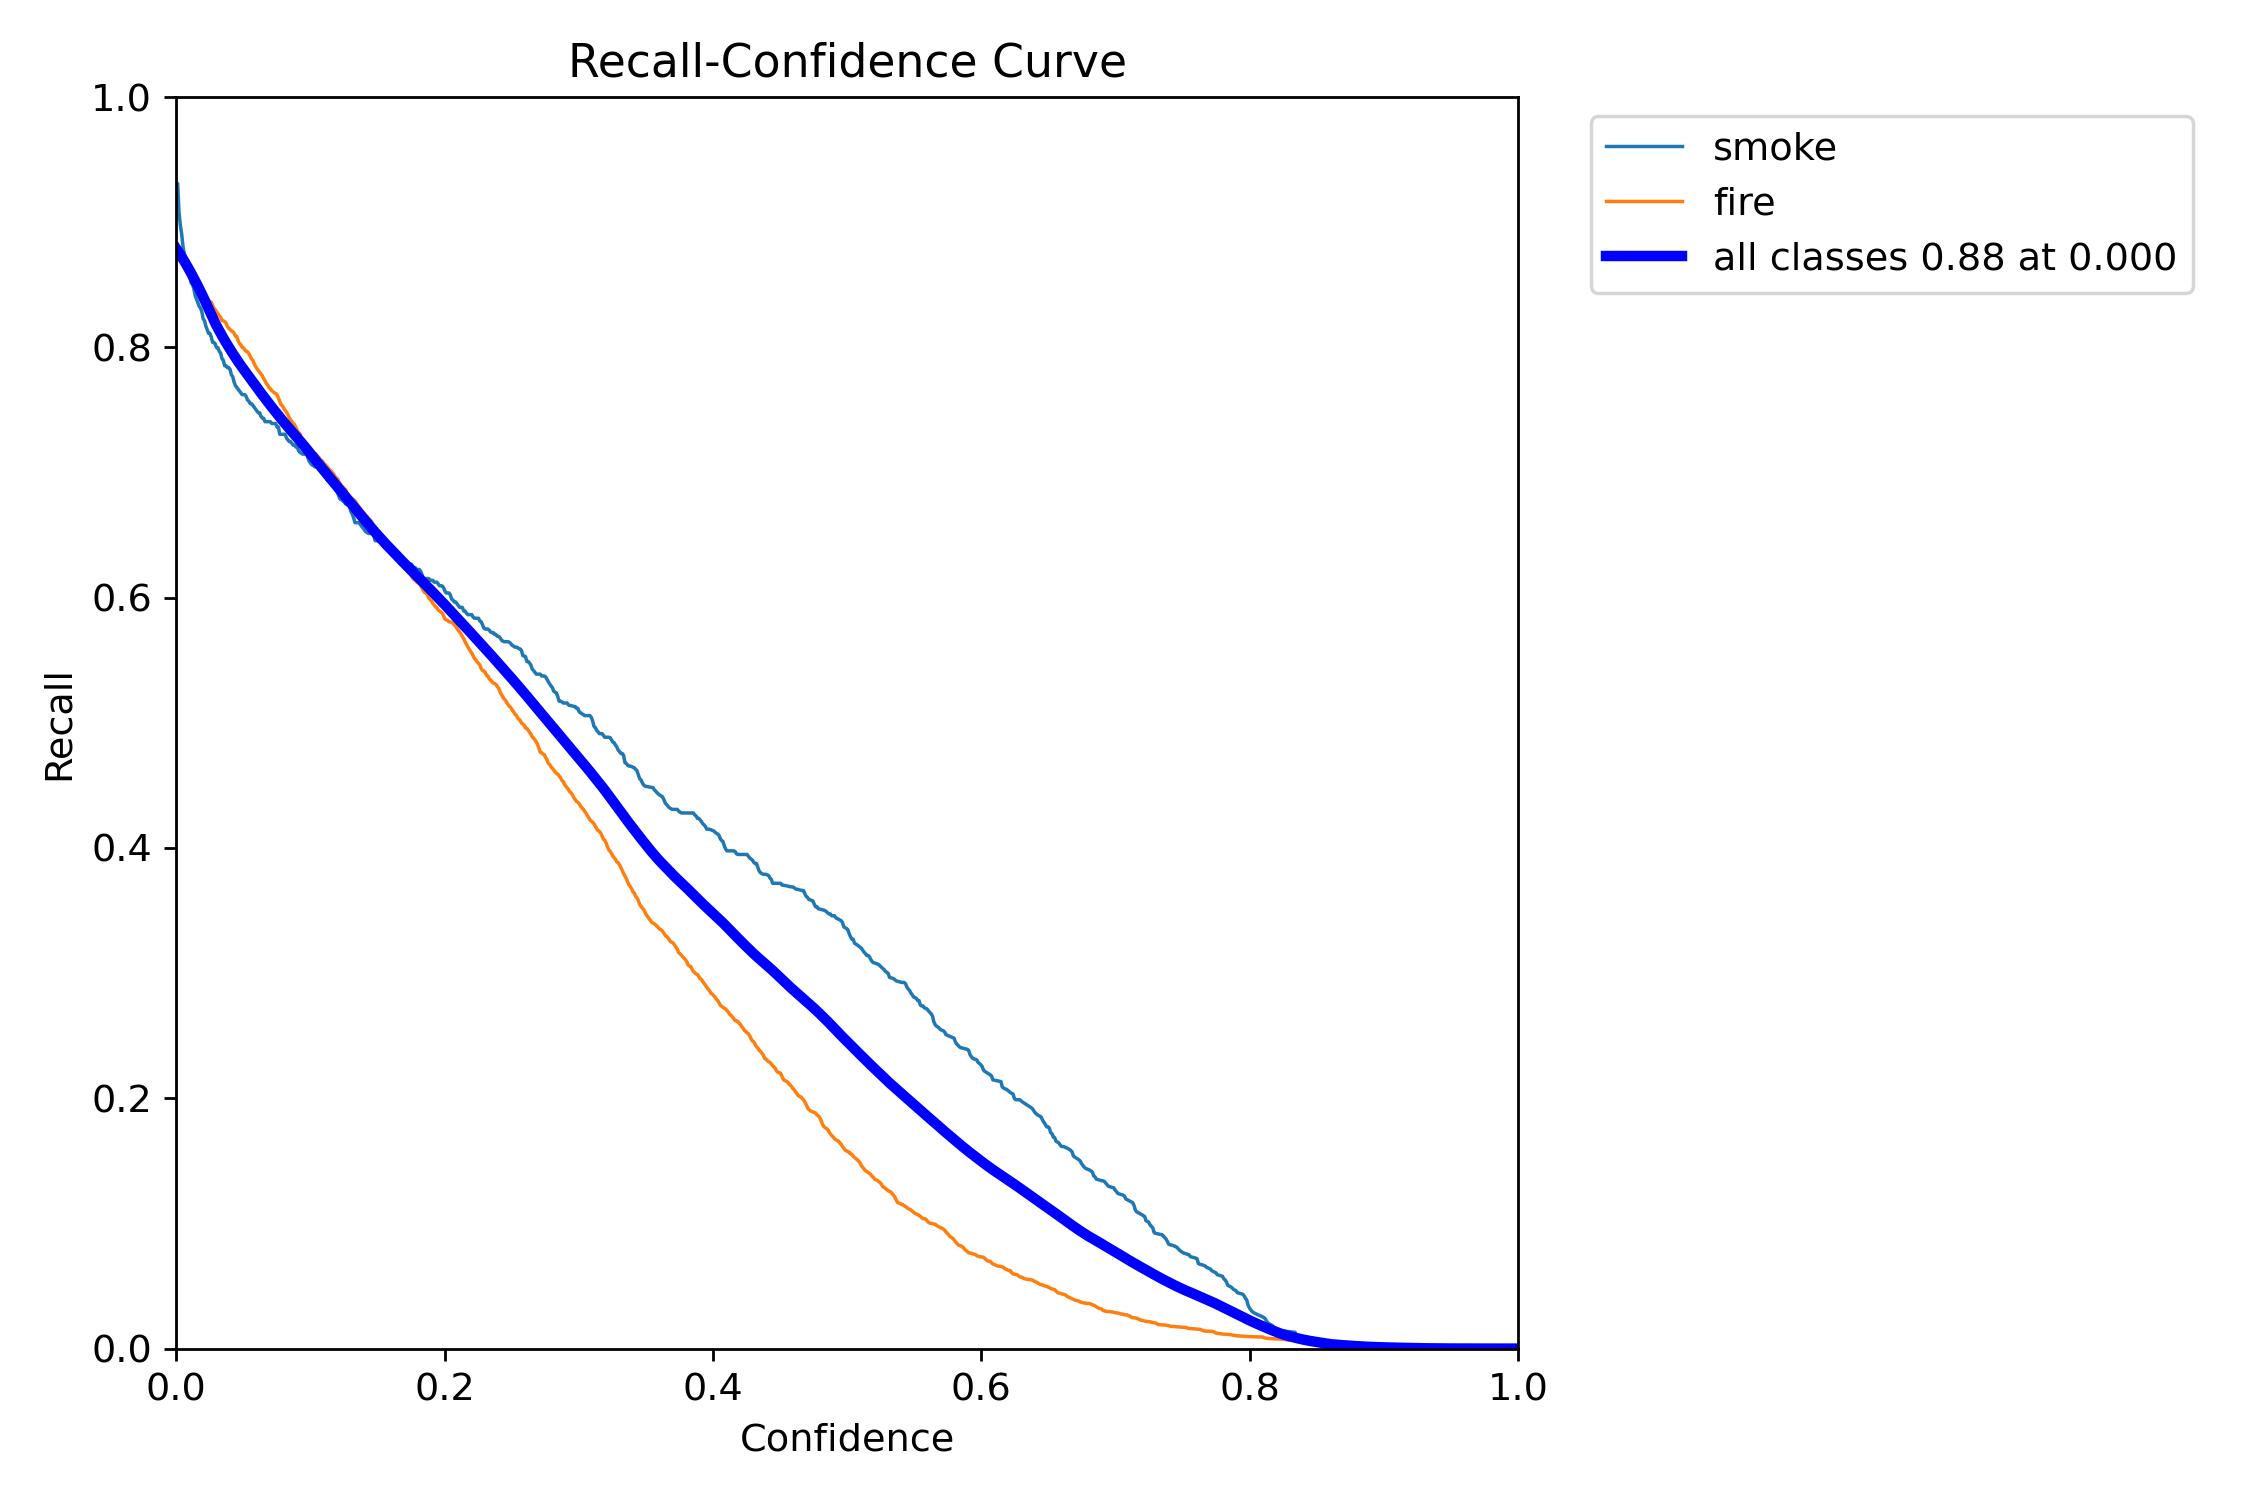 Recall-Confidence Curve
1.0
0.8
0.6
0.4
0.2
0.0
Recall
0.0 0.2 0.4 0.6 0.8 1.0
Confidence
smoke
fire
all classes 0.88 at 0.000